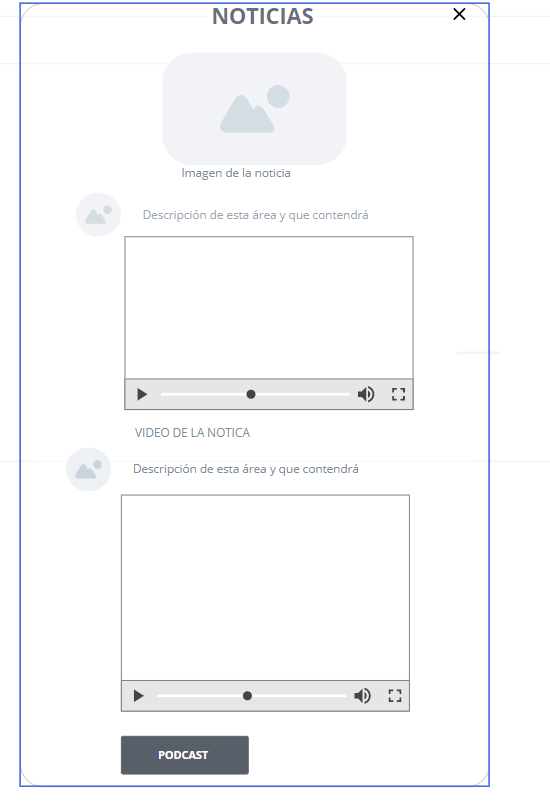 NOTICIAS
Imagen de la noticia
Descripción de esta área y que contendrá
VIDEO DE LA NOTICA
Descripción de esta área y que contendrá
PODCAST